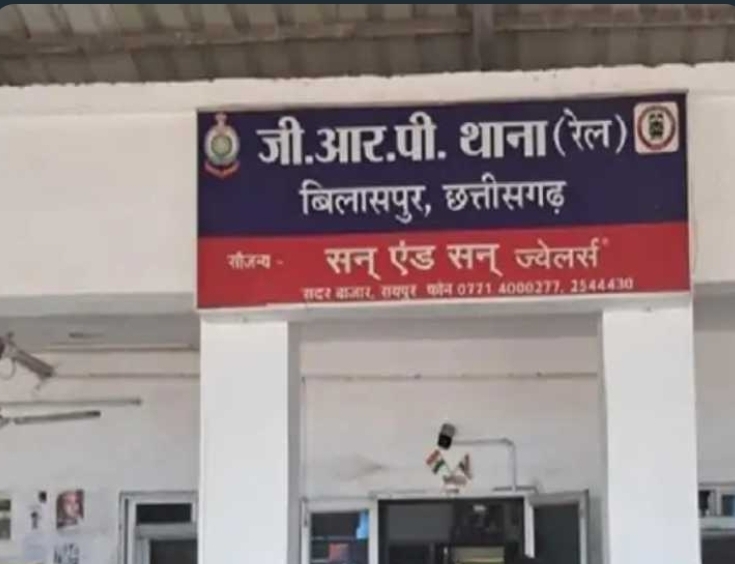 जी.आर.पी. थाना (रेल)
बिलासपुर, छत्तीसगढ़
सौजन्य - सन् एंड सन् ज्वेलर्स
सदर बाजार, रायपुर फोन 0771 4000277, 2544430